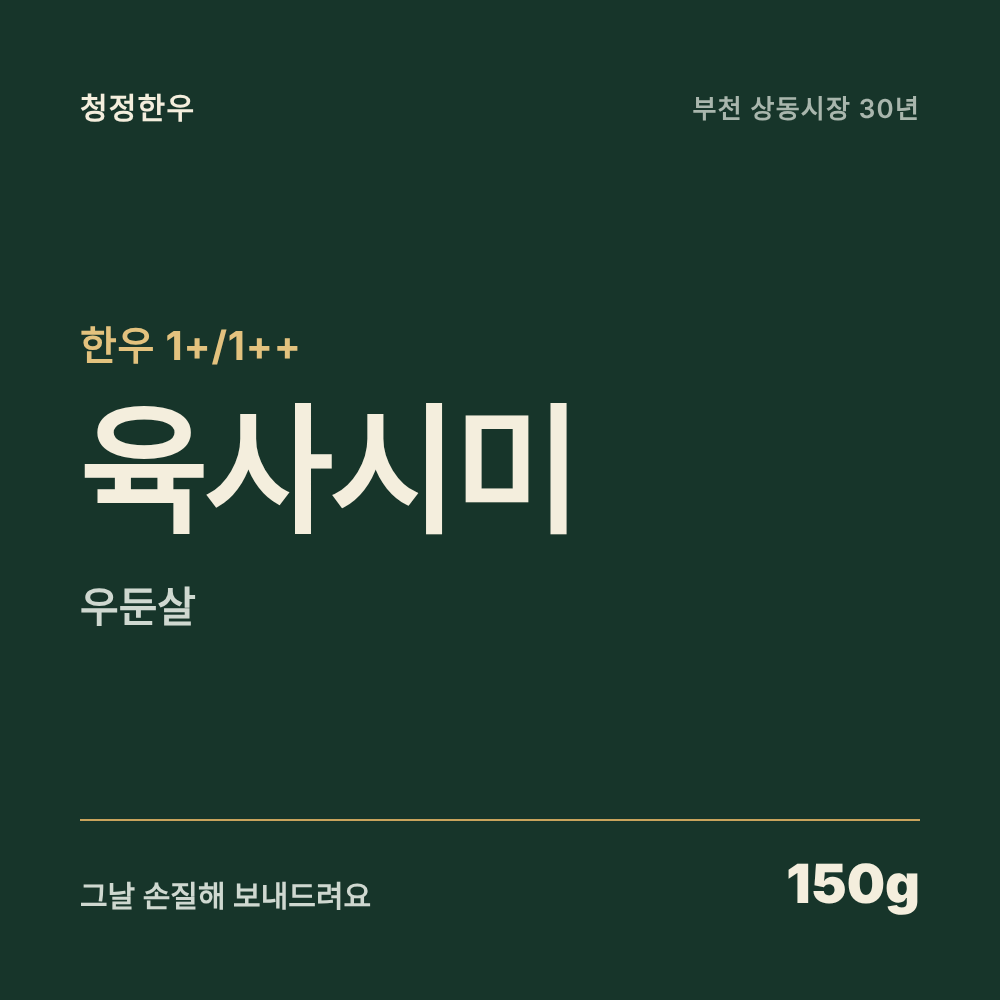 청정한우
부천 상동시장 30년
한우 1+/1++
육사시미
우둔살
그날 손질해 보내드려요
150g